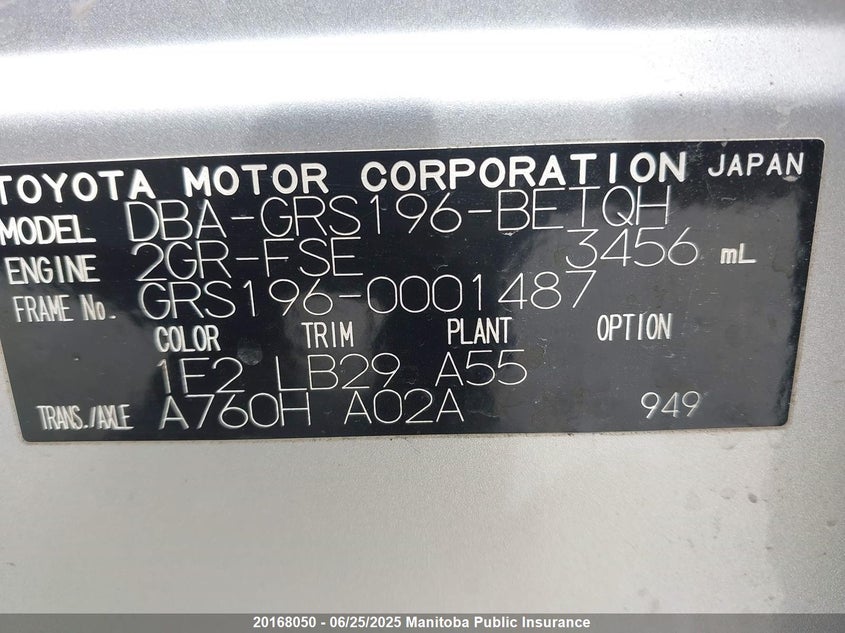 TOYOTA MOTOR CORPORATION JAPAN
MODEL DBA-GRS196-BETQH
ENGINE 2GR-FSE 3456 mL
FRAME No. GRS196-0001487
COLOR TRIM PLANT OPTION
1F2 LB29 A55
TRANS./AXLE A760H A02A 949
20168050 - 06/25/2025 Manitoba Public Insurance